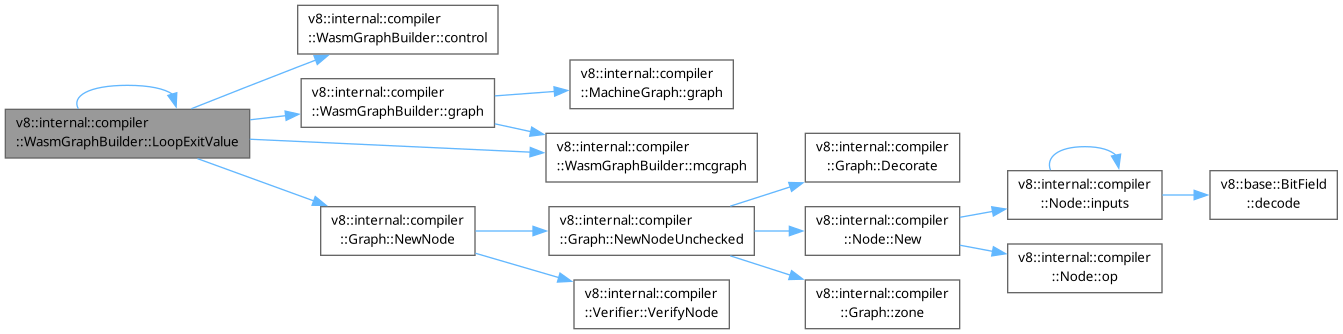 v8::internal::compiler
::WasmGraphBuilder::LoopExitValue
v8::internal::compiler
::WasmGraphBuilder::control
v8::internal::compiler
::WasmGraphBuilder::graph
v8::internal::compiler
::MachineGraph::graph
v8::internal::compiler
::WasmGraphBuilder::mcgraph
v8::internal::compiler
::Graph::NewNode
v8::internal::compiler
::Graph::NewNodeUnchecked
v8::internal::compiler
::Verifier::VerifyNode
v8::internal::compiler
::Graph::Decorate
v8::internal::compiler
::Node::New
v8::internal::compiler
::Graph::zone
v8::internal::compiler
::Node::inputs
v8::internal::compiler
::Node::op
v8::base::BitField
::decode